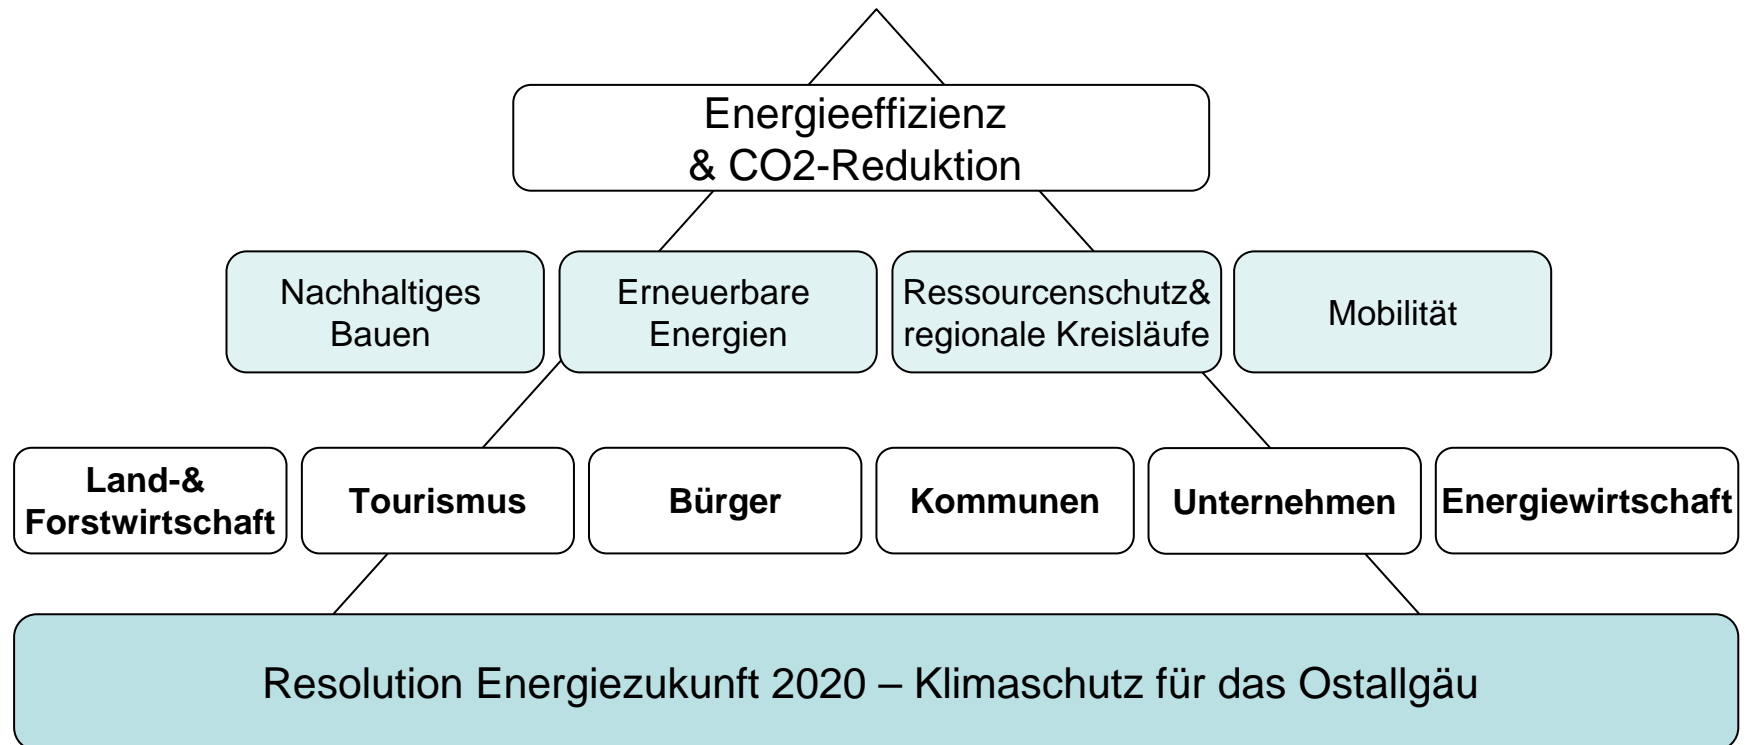 Energieeffizienz
& CO2-Reduktion
Nachhaltiges
Bauen
Erneuerbare
Energien
Ressourcenschutz&
regionale Kreisläufe
Mobilität
Land-&
Forstwirtschaft
Tourismus
Bürger
Kommunen
Unternehmen
Energiewirtschaft
Resolution Energiezukunft 2020 – Klimaschutz für das Ostallgäu